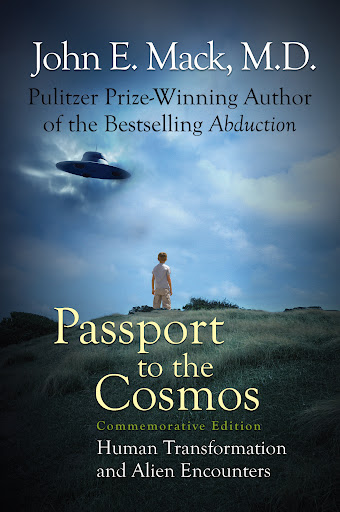 John E. Mack, M.D.
Pulitzer Prize-Winning Author
of the Bestselling Abduction
Passport
to the
Cosmos
Commemorative Edition
Human Transformation
and Alien Encounters